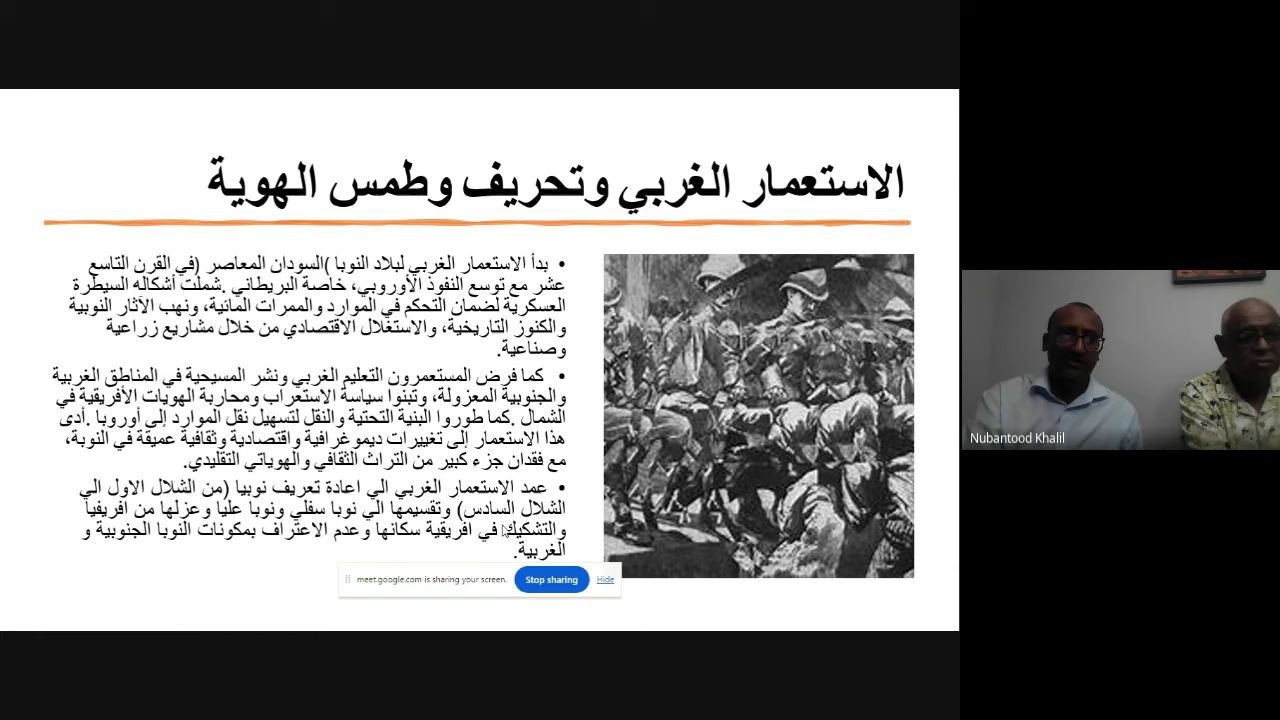 الاستعمار الغربي وتحريف وطمس الهوية
• بدأ الاستعمار الغربي لبلاد النوبا )السودان المعاصر (في القرن التاسع
عشر مع توسع النفوذ الأوروبي، خاصة البريطاني .شملت أشكاله السيطرة
العسكرية لضمان التحكم في الموارد والممرات المائية، ونهب الآثار النوبية
والكنوز التاريخية، والاستغلال الاقتصادي من خلال مشاريع زراعية
وصناعية.
• كما فرض المستعمرون التعليم الغربي ونشر المسيحية في المناطق الغربية
والجنوبية المعزولة، وتبنوا سياسة الاستعراب ومحاربة الهويات الأفريقية في
الشمال .كما طوروا البنية التحتية والنقل لتسهيل نقل الموارد إلى أوروبا .أدى
هذا الاستعمار إلى تغييرات ديموغرافية واقتصادية وثقافية عميقة في النوبة،
مع فقدان جزء كبير من التراث الثقافي والهوياتي التقليدي.
• عمد الاستعمار الغربي الي اعادة تعريف نوبيا (من الشلال الاول الي
الشلال السادس) وتقسيمها الي نوبا سفلي ونوبا عليا وعزلها من افريقيا
والتشكيك في افريقية سكانها وعدم الاعتراف بمكونات النوبا الجنوبية و
الغربية.
meet.google.com is sharing your screen. Stop sharing Hide
Nubantood Khalil